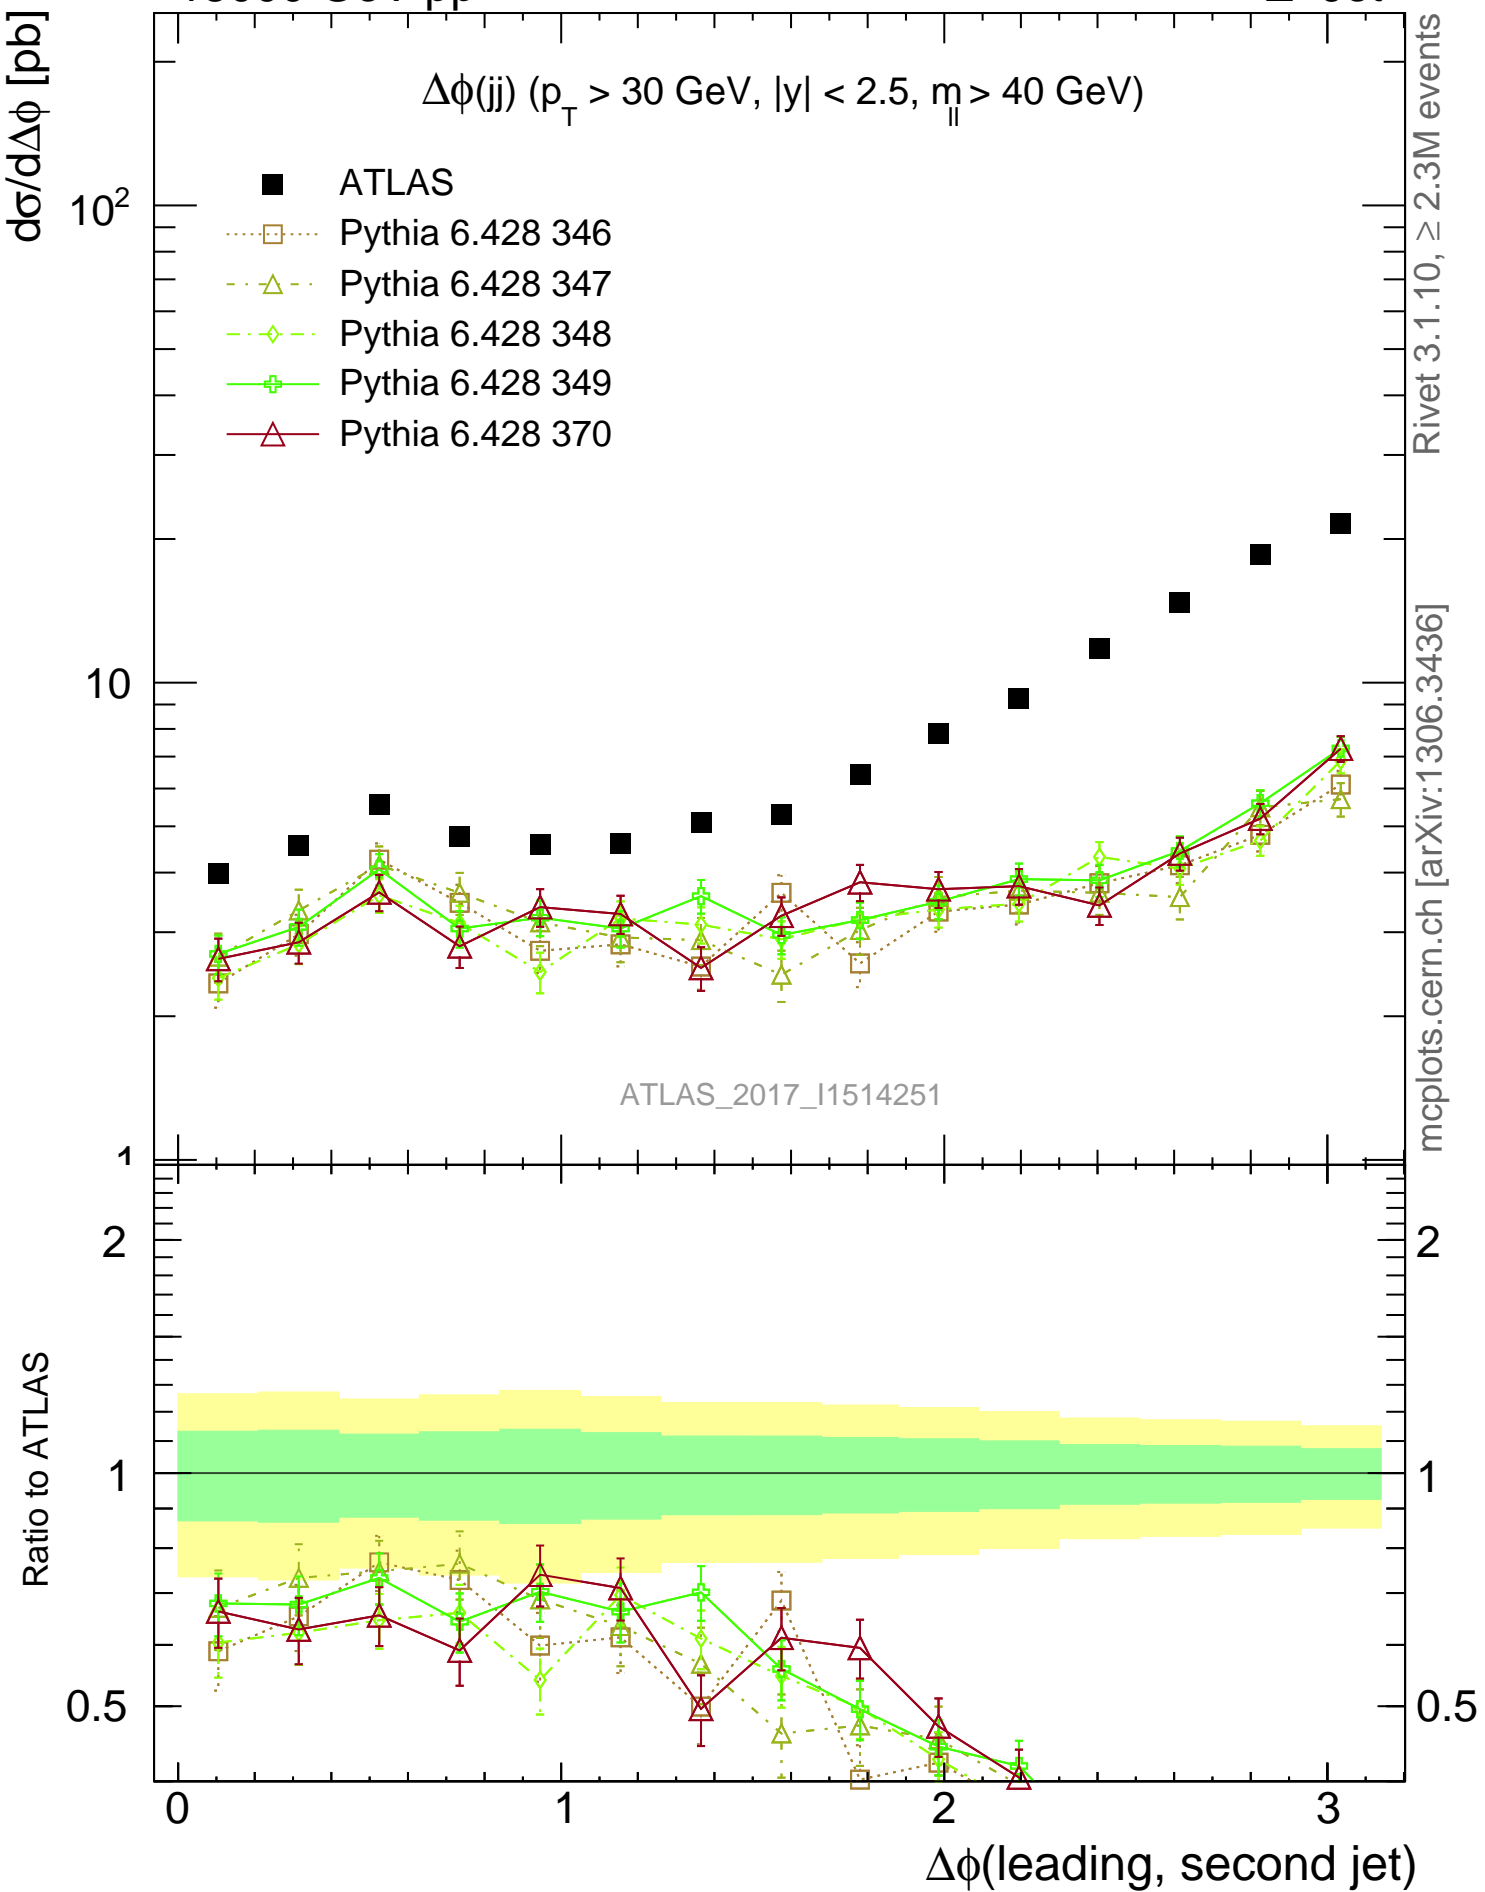 dσ/dΔϕ [pb]
Δϕ(jj) (p_T > 30 GeV, |y| < 2.5, m_ll > 40 GeV)
ATLAS
Pythia 6.428 346
Pythia 6.428 347
Pythia 6.428 348
Pythia 6.428 349
Pythia 6.428 370
10²
10
1
ATLAS_2017_I1514251
Rivet 3.1.10, ≥ 2.3M events
mcplots.cern.ch [arXiv:1306.3436]
Ratio to ATLAS
2
1
0.5
2
1
0.5
0 1 2 3
Δϕ(leading, second jet)